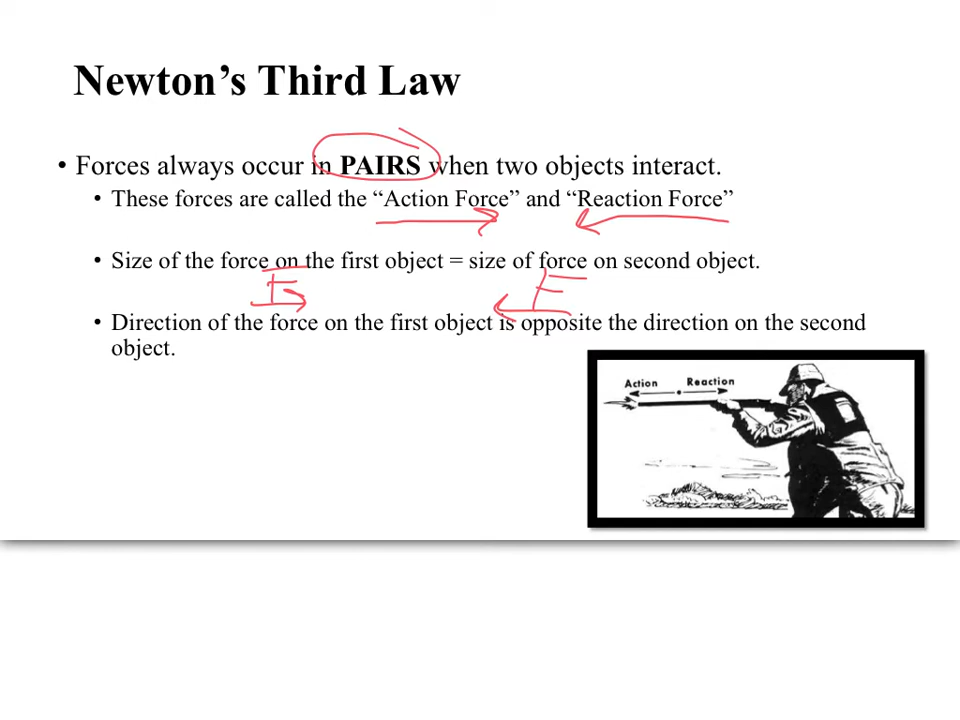 Newton’s Third Law
• Forces always occur in PAIRS when two objects interact.
• These forces are called the “Action Force” and “Reaction Force”
• Size of the force on the first object = size of force on second object.
F F
• Direction of the force on the first object is opposite the direction on the second
object.
Action Reaction